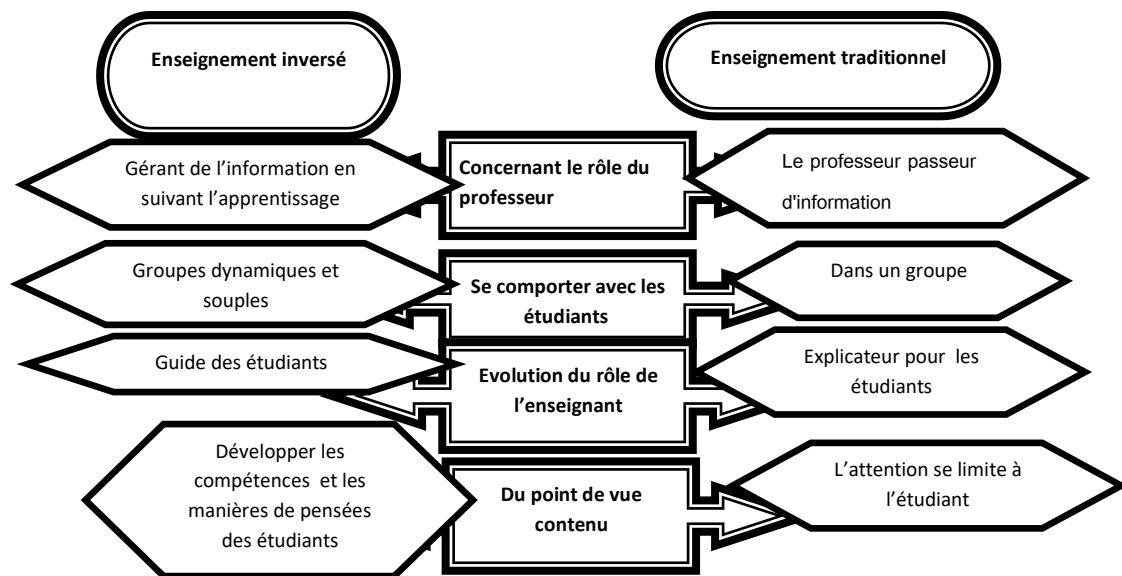 Enseignement inversé
Enseignement traditionnel
Gérant de l’information en
suivant l’apprentissage
Concernant le rôle du
professeur
Le professeur passeur
d'information
Groupes dynamiques et
souples
Se comporter avec les
étudiants
Dans un groupe
Guide des étudiants
Evolution du rôle de
l’enseignant
Explicateur pour les
étudiants
Développer les
compétences et les
manières de pensées
des étudiants
Du point de vue
contenu
L’attention se limite à
l’étudiant